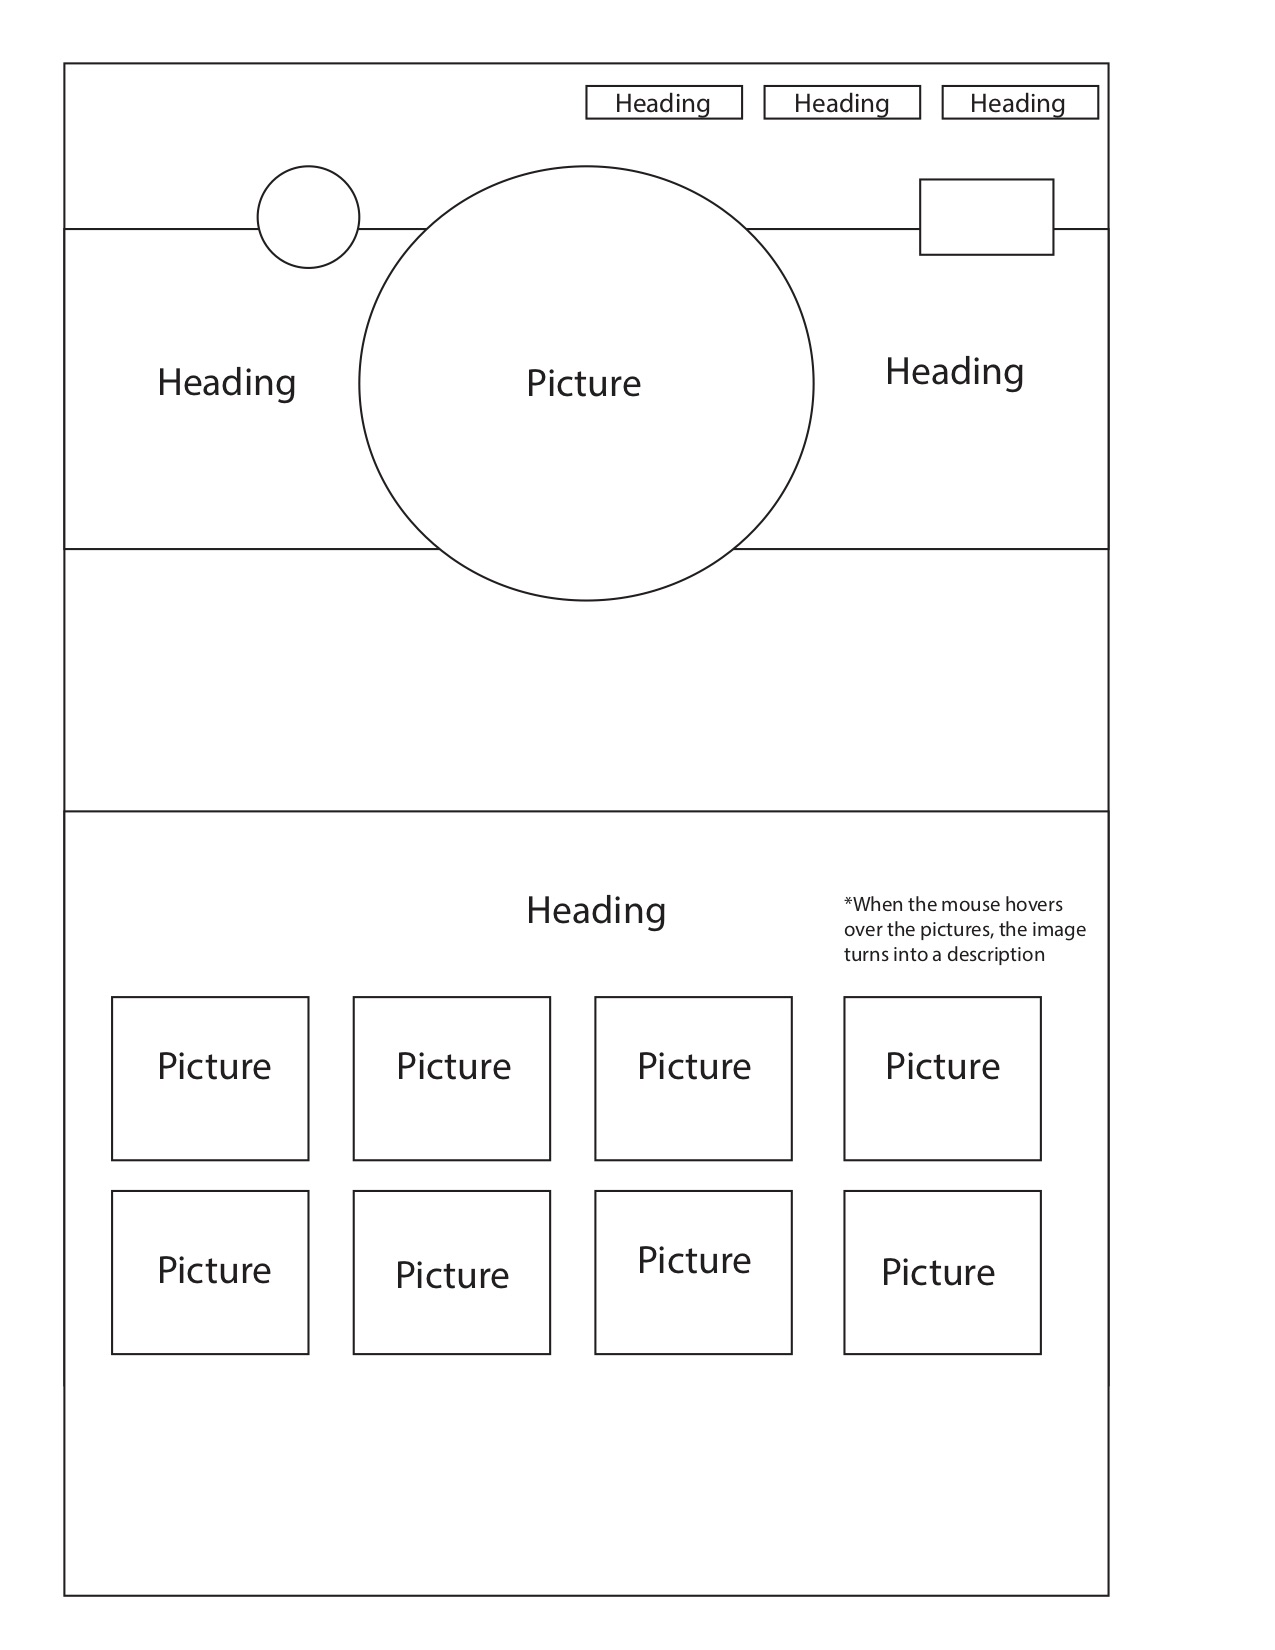 Heading
Heading
Heading
Heading
Picture
Heading
Heading
*When the mouse hovers
over the pictures, the image
turns into a description
Picture
Picture
Picture
Picture
Picture
Picture
Picture
Picture